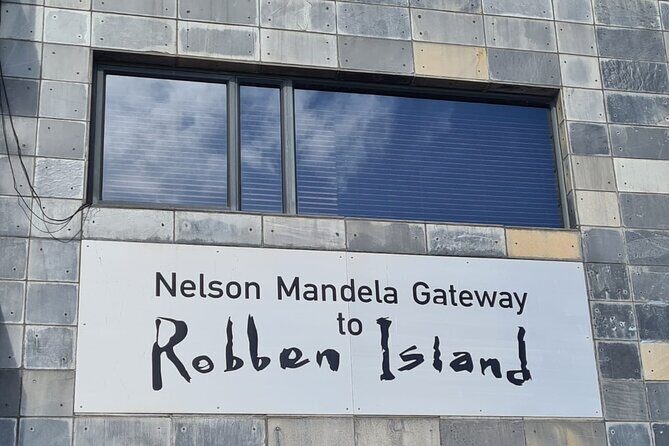 Nelson Mandela Gateway
to
Robben Island